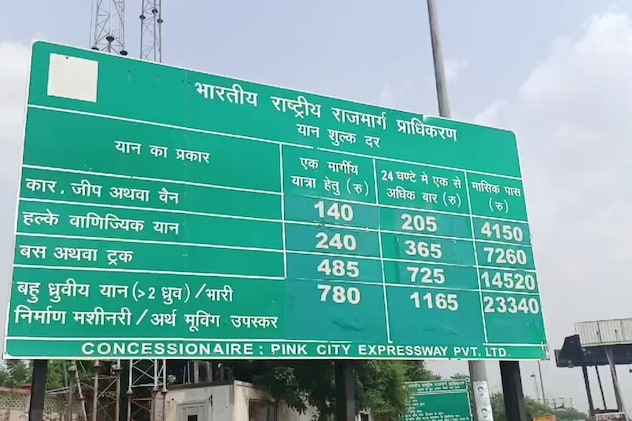 भारतीय राष्ट्रीय राजमार्ग प्राधिकरण
यान शुल्क दर
यान का प्रकार
एक मार्गीय यात्रा हेतु (रु)
24 घण्टे मे एक से अधिक बार (रु)
मासिक पास (रु)
कार, जीप अथवा वैन 140 205 4150
हल्के वाणिज्यिक यान 240 365 7260
बस अथवा ट्रक 485 725 14520
बहु ध्रुवीय यान (>2 ध्रुव) / भारी 780 1165 23340
निर्माण मशीनरी / अर्थ मूविंग उपस्कर
CONCESSIONAIRE : PINK CITY EXPRESSWAY PVT. LTD.